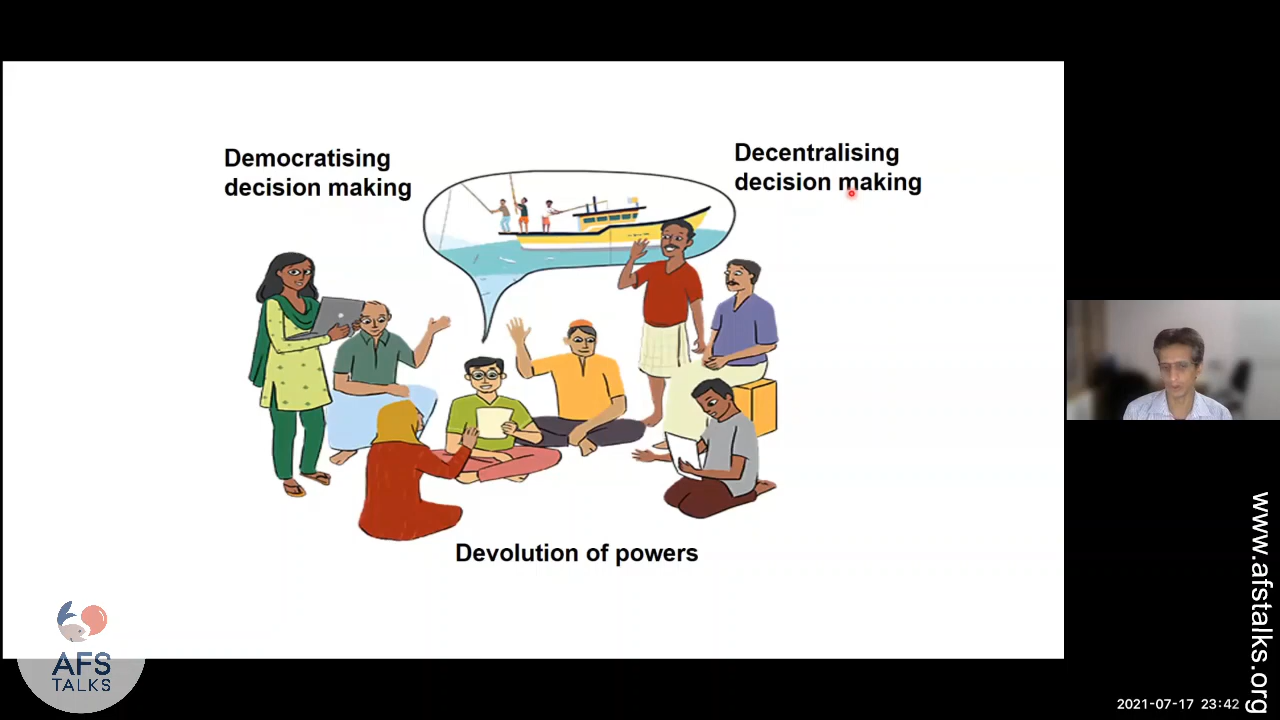 Democratising
decision making
Decentralising
decision making
Devolution of powers
AFS
TALKS
www.afstalks.org
2021-07-17 23:42